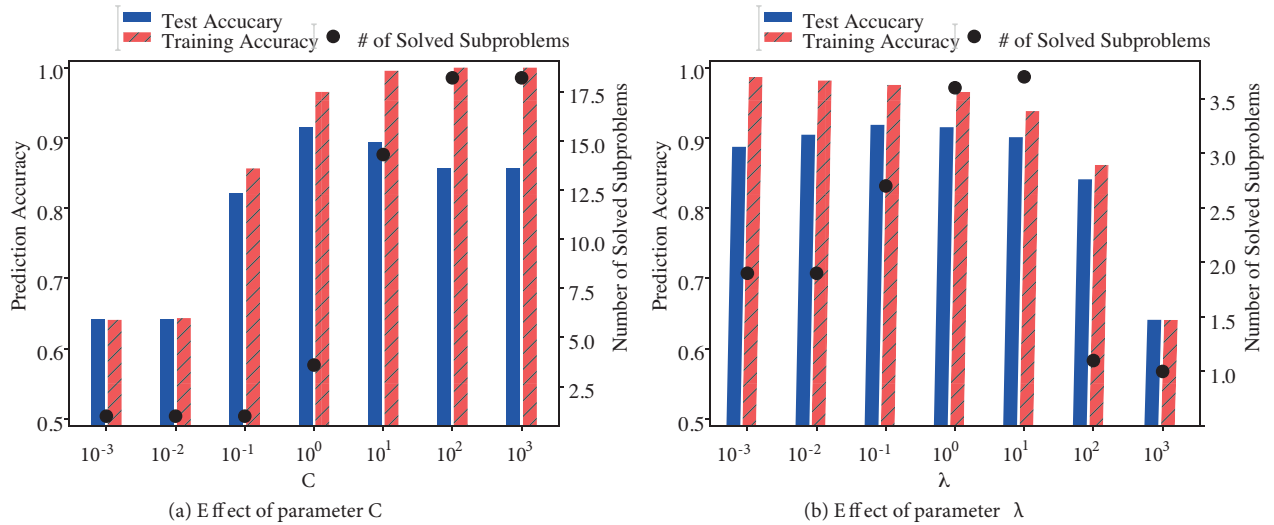 Test Accucary
Training Accuracy
# of Solved Subproblems
Prediction Accuracy
1.0
0.9
0.8
0.7
0.6
0.5
17.5
15.0
12.5
10.0
7.5
5.0
2.5
Number of Solved Subproblems
10-3
10-2
10-1
100
101
102
103
C
(a) Effect of parameter C
Test Accucary
Training Accuracy
# of Solved Subproblems
Prediction Accuracy
1.0
0.9
0.8
0.7
0.6
0.5
3.5
3.0
2.5
2.0
1.5
1.0
Number of Solved Subproblems
10-3
10-2
10-1
100
101
102
103
λ
(b) Effect of parameter λ